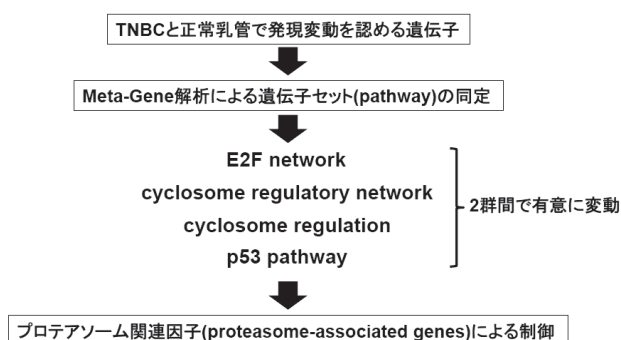 TNBCと正常乳管で発現変動を認める遺伝子
Meta-Gene解析による遺伝子セット(pathway)の同定
E2F network
cyclosome regulatory network
cyclosome regulation
p53 pathway
2群間で有意に変動
プロテアソーム関連因子(proteasome-associated genes)による制御